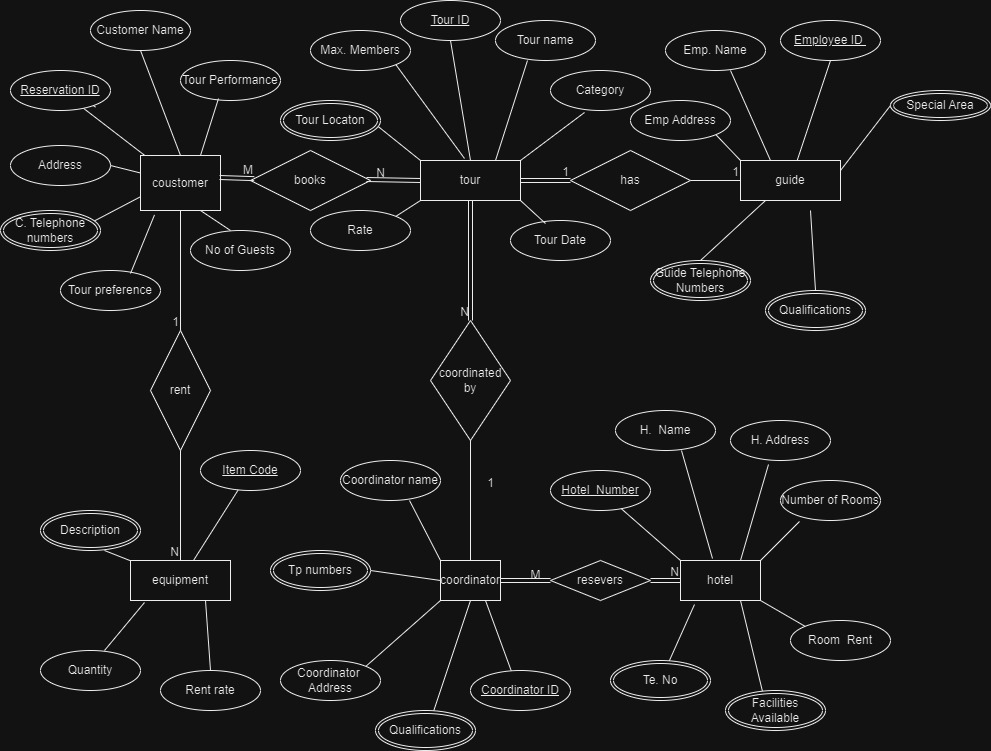 Tour ID
Customer Name
Max. Members
Tour name
Emp. Name
Employee ID
Reservation ID
Tour Performance
Category
Special Area
Tour Locaton
Emp Address
Address
coustomer
M
books
N
tour
1
has
1
guide
C. Telephone
numbers
No of Guests
Rate
Tour Date
Guide Telephone
Numbers
Tour preference
Qualifications
1
N
rent
coordinated
by
H.  Name
H. Address
Item Code
Coordinator name
1
Hotel  Number
Number of Rooms
Description
N
equipment
Tp numbers
coordinator
M
resevers
N
hotel
Quantity
Rent rate
Coordinator
Address
Coordinator ID
Te. No
Room  Rent
Qualifications
Facilities
Available